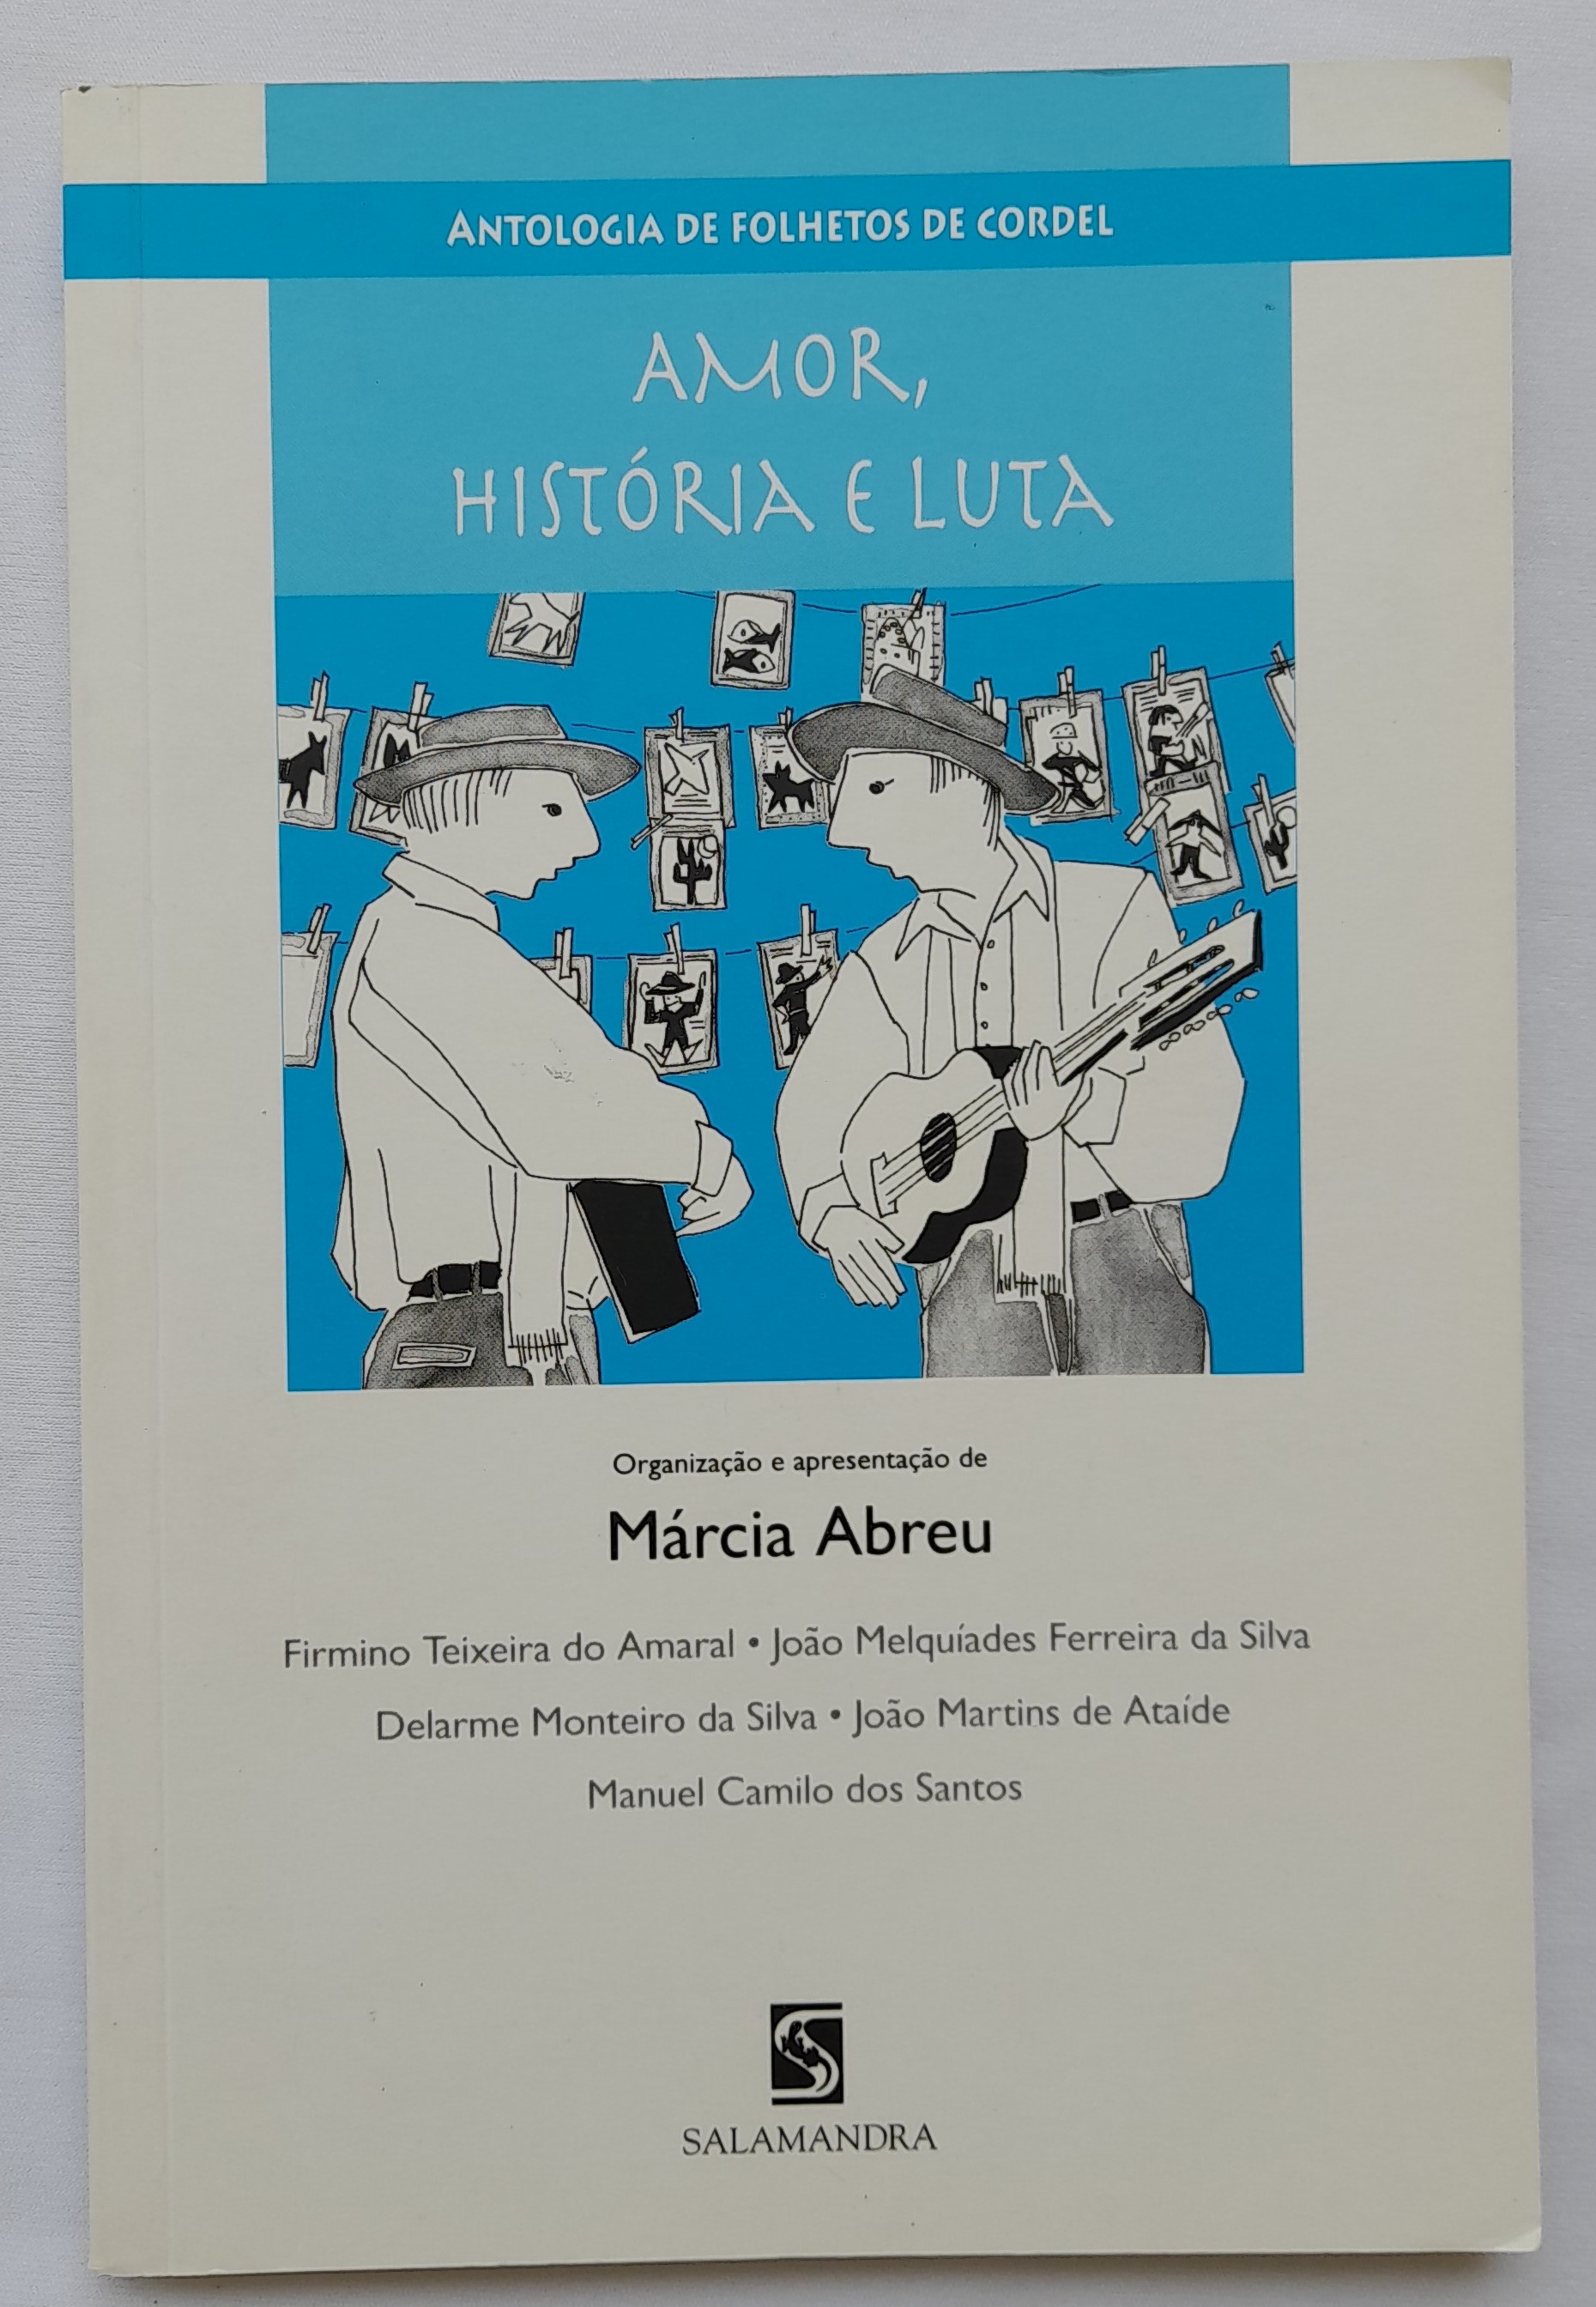 ANTOLOGIA DE FOLHETOS DE CORDEL
AMOR,
HISTÓRIA E LUTA
Organização e apresentação de
Márcia Abreu
Firmino Teixeira do Amaral • João Melquíades Ferreira da Silva
Delarme Monteiro da Silva • João Martins de Ataíde
Manuel Camilo dos Santos
SALAMANDRA